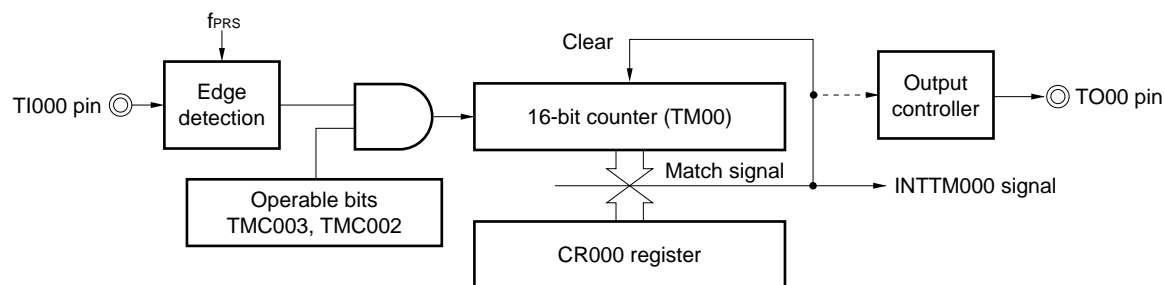 fPRS
Clear
TI000 pin
Edge
detection
16-bit counter (TM00)
Output
controller
TO00 pin
Operable bits
TMC003, TMC002
Match signal
INTTM000 signal
CR000 register